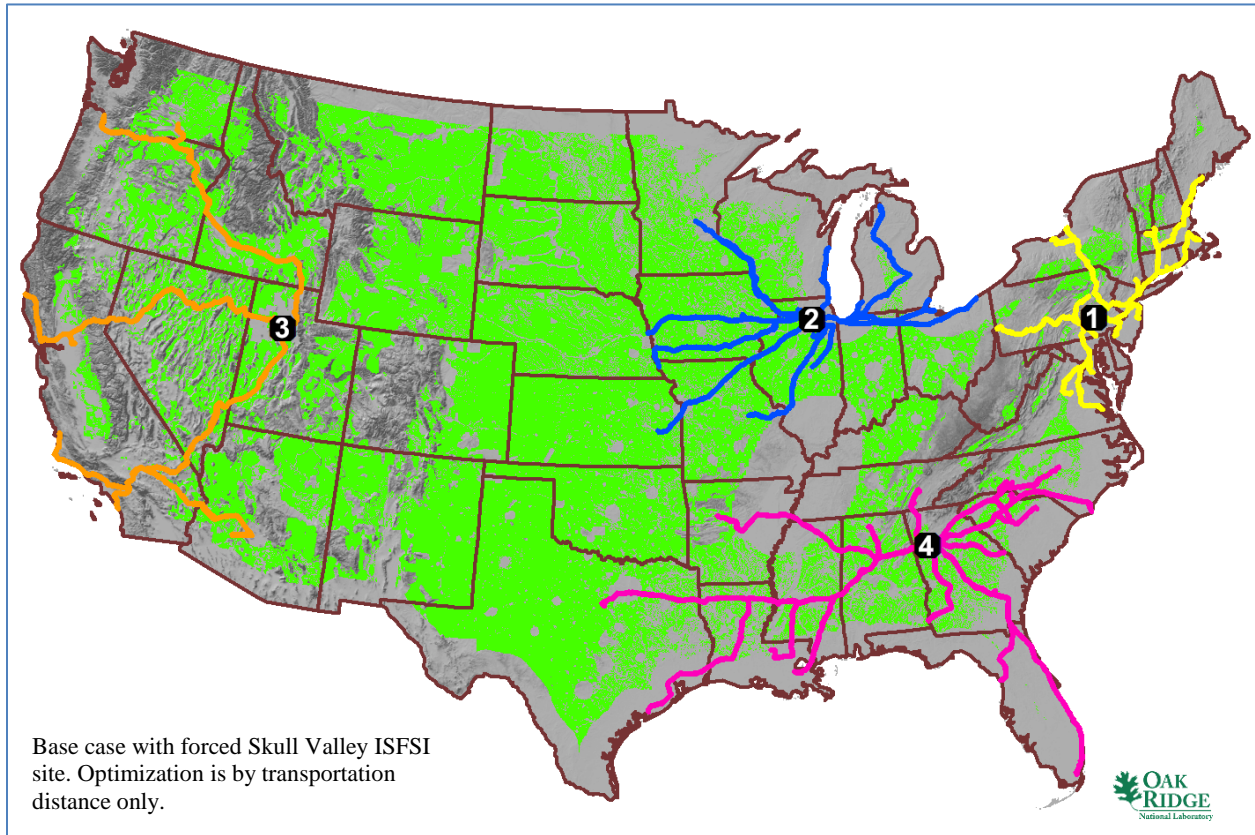 1
2
3
4
Base case with forced Skull Valley ISFSI
site. Optimization is by transportation
distance only.
OAK
RIDGE
National Laboratory